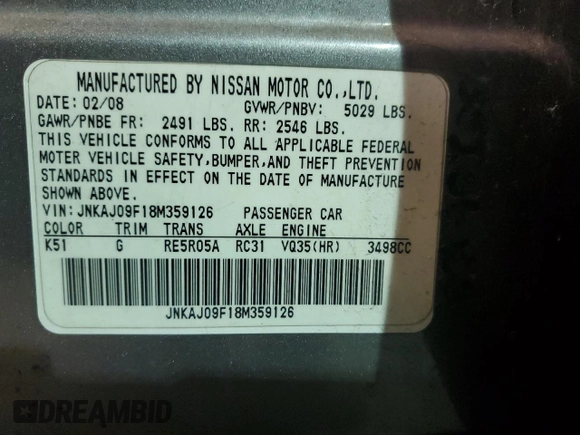 MANUFACTURED BY NISSAN MOTOR CO.,LTD.
DATE: 02/08 GVWR/PNBV: 5029 LBS.
GAWR/PNBE FR: 2491 LBS. RR: 2546 LBS.
THIS VEHICLE CONFORMS TO ALL APPLICABLE FEDERAL
MOTER VEHICLE SAFETY,BUMPER,AND THEFT PREVENTION
STANDARDS IN EFFECT ON THE DATE OF MANUFACTURE
SHOWN ABOVE.
VIN: JNKAJ09F18M359126 PASSENGER CAR
COLOR TRIM TRANS AXLE ENGINE
K51 G RE5R05A RC31 VQ35(HR) 3498CC
JNKAJ09F18M359126
DREAMBID